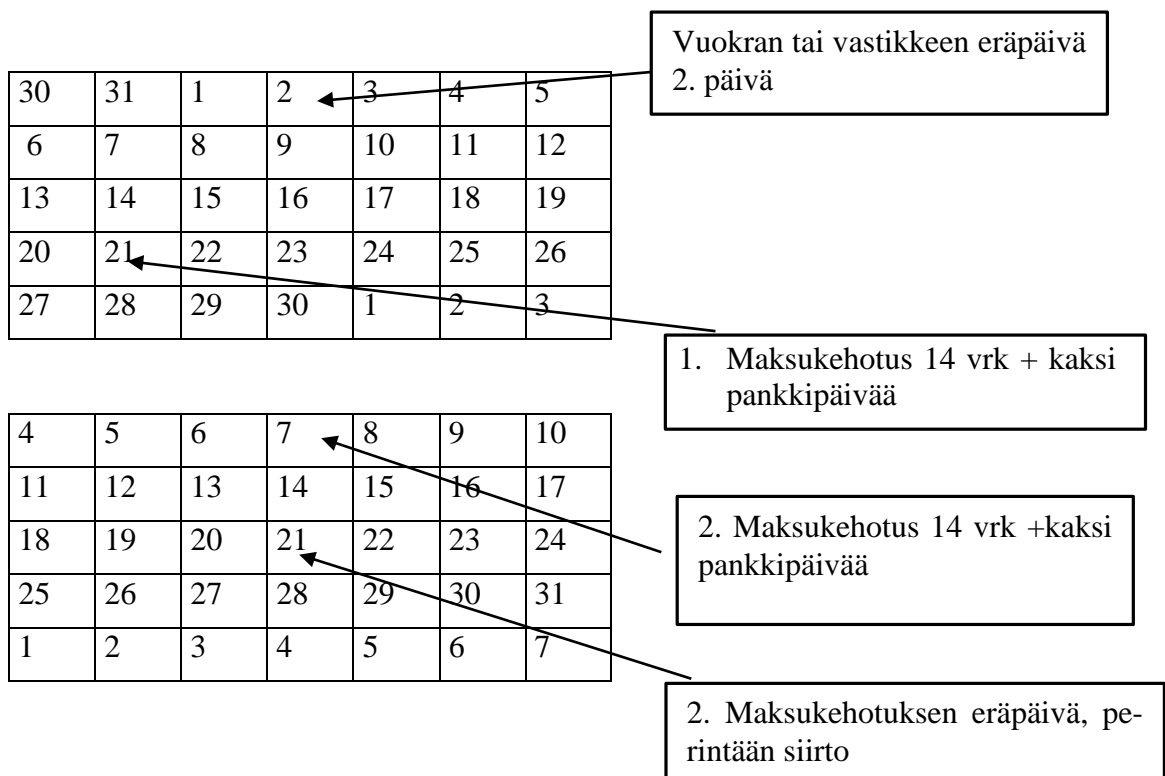 Vuokran tai vastikkeen eräpäivä
2. päivä
30 31 1 2 3 4 5
6 7 8 9 10 11 12
13 14 15 16 17 18 19
20 21 22 23 24 25 26
27 28 29 30 1 2 3
1. Maksukehotus 14 vrk + kaksi
pankkipäivää
4 5 6 7 8 9 10
11 12 13 14 15 16 17
18 19 20 21 22 23 24
25 26 27 28 29 30 31
1 2 3 4 5 6 7
2. Maksukehotus 14 vrk +kaksi
pankkipäivää
2. Maksukehotuksen eräpäivä, pe-
rintään siirto